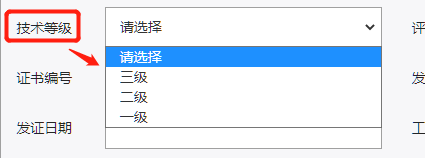 技术等级 请选择 评
请选择
证书编号 三级 发
二级
一级
发证日期 工